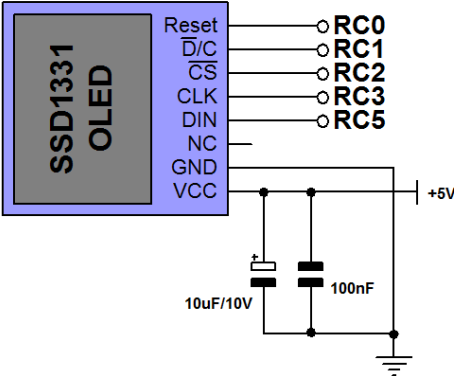 SSD1331
OLED
Reset RC0
D/C RC1
CS RC2
CLK RC3
DIN RC5
NC
GND
VCC +5V
+
10uF/10V 100nF